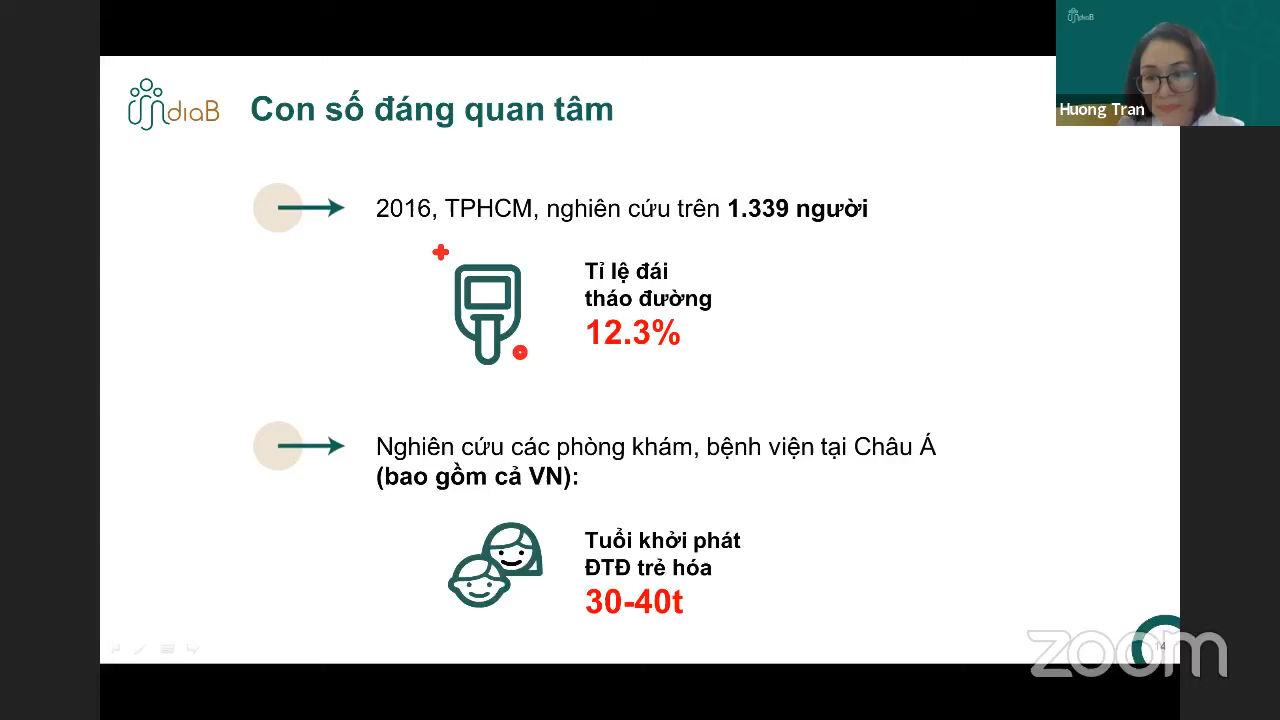 diaB
Con số đáng quan tâm
diaB
Huong Tran
2016, TPHCM, nghiên cứu trên 1.339 người
Tỉ lệ đái
tháo đường
12.3%
Nghiên cứu các phòng khám, bệnh viện tại Châu Á
(bao gồm cả VN):
Tuổi khởi phát
ĐTĐ trẻ hóa
30-40t
14
zoom